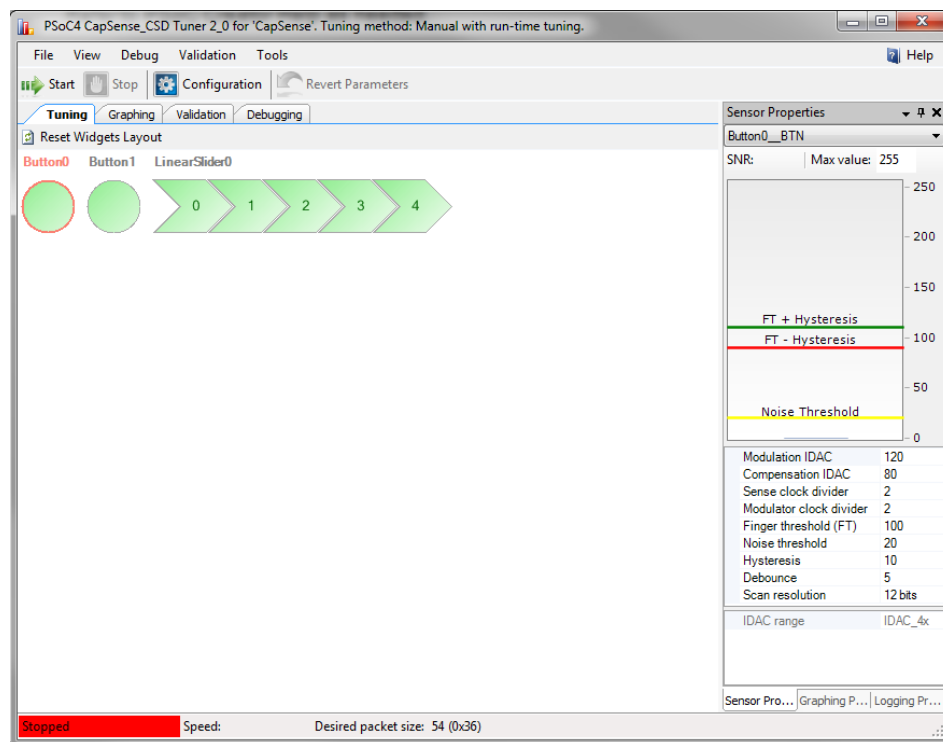 PSoC4 CapSense_CSD Tuner 2_0 for 'CapSense'. Tuning method: Manual with run-time tuning.
File View Debug Validation Tools Help
Start Stop Configuration Revert Parameters
Tuning Graphing Validation Debugging
Reset Widgets Layout
Button0 Button1 LinearSlider0
0 1 2 3 4
Sensor Properties
Button0__BTN
SNR: Max value: 255
250
200
150
FT + Hysteresis
100
FT - Hysteresis
50
Noise Threshold
0
Modulation IDAC 120
Compensation IDAC 80
Sense clock divider 2
Modulator clock divider 2
Finger threshold (FT) 100
Noise threshold 20
Hysteresis 10
Debounce 5
Scan resolution 12 bits
IDAC range IDAC_4x
Sensor Pro... Graphing P... Logging Pr...
Stopped Speed: Desired packet size: 54 (0x36)